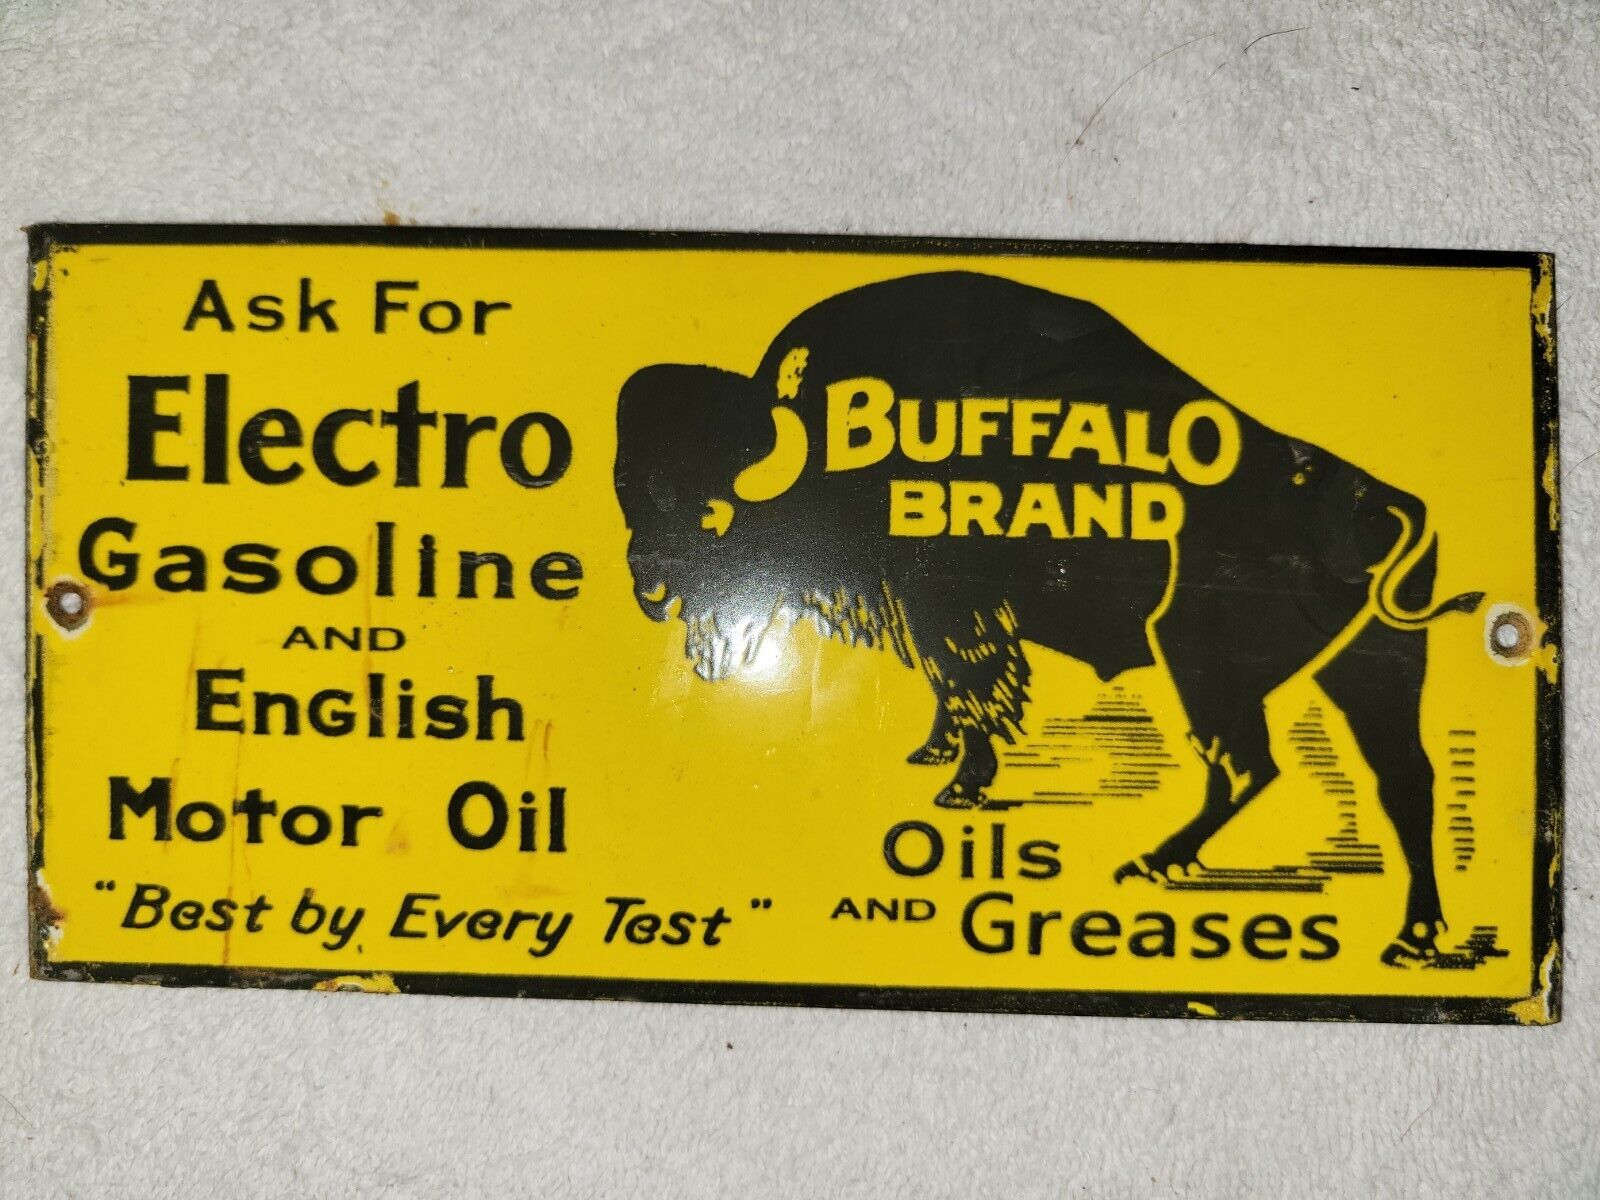 Ask For
Electro
Gasoline
AND
English
Motor Oil
"Best by Every Test"
BUFFALO
BRAND
Oils
AND Greases